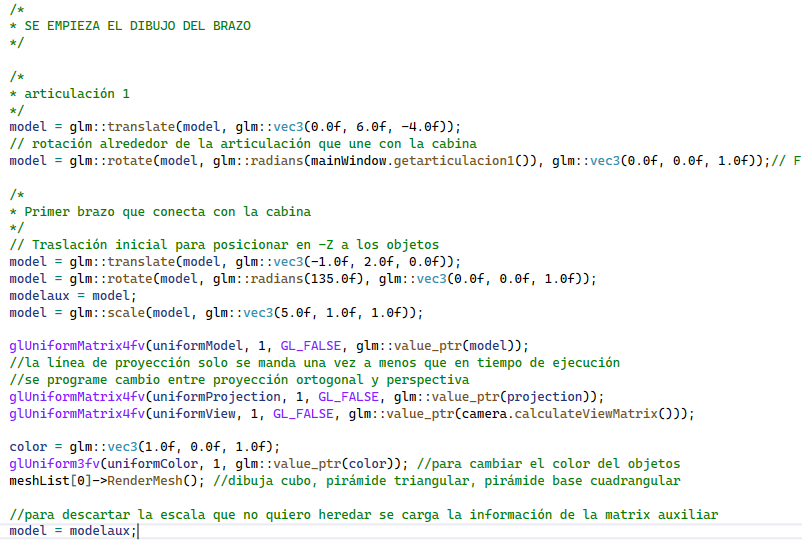 /*
* SE EMPIEZA EL DIBUJO DEL BRAZO
*/
/*
* articulación 1
*/
model = glm::translate(model, glm::vec3(0.0f, 6.0f, -4.0f));
// rotación alrededor de la articulación que une con la cabina
model = glm::rotate(model, glm::radians(mainWindow.getarticulacion1()), glm::vec3(0.0f, 0.0f, 1.0f));// F
/*
* Primer brazo que conecta con la cabina
*/
// Traslación inicial para posicionar en -Z a los objetos
model = glm::translate(model, glm::vec3(-1.0f, 2.0f, 0.0f));
model = glm::rotate(model, glm::radians(135.0f), glm::vec3(0.0f, 0.0f, 1.0f));
modelaux = model;
model = glm::scale(model, glm::vec3(5.0f, 1.0f, 1.0f));
glUniformMatrix4fv(uniformModel, 1, GL_FALSE, glm::value_ptr(model));
//la línea de proyección solo se manda una vez a menos que en tiempo de ejecución
//se programe cambio entre proyección ortogonal y perspectiva
glUniformMatrix4fv(uniformProjection, 1, GL_FALSE, glm::value_ptr(projection));
glUniformMatrix4fv(uniformView, 1, GL_FALSE, glm::value_ptr(camera.calculateViewMatrix()));
color = glm::vec3(1.0f, 0.0f, 1.0f);
glUniform3fv(uniformColor, 1, glm::value_ptr(color)); //para cambiar el color del objetos
meshList[0]->RenderMesh(); //dibuja cubo, pirámide triangular, pirámide base cuadrangular
//para descartar la escala que no quiero heredar se carga la información de la matrix auxiliar
model = modelaux;